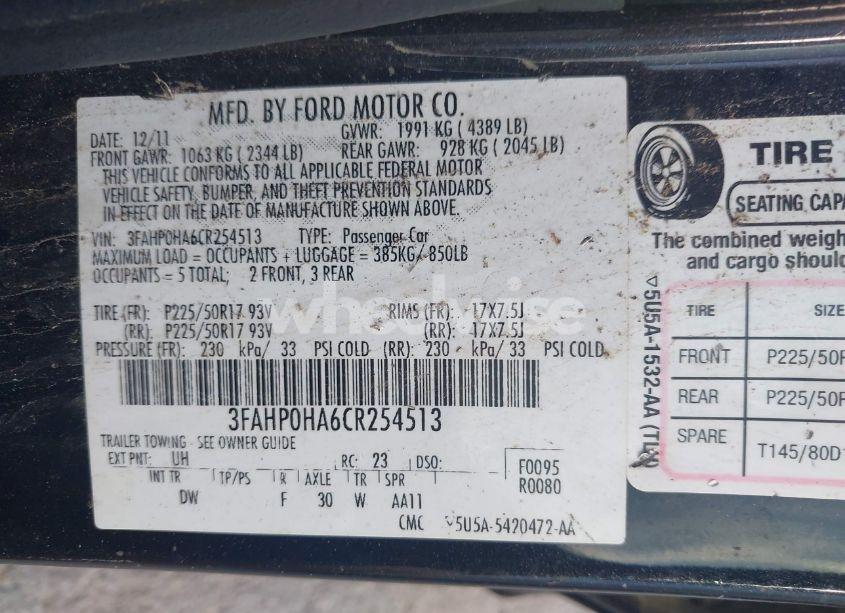 MFD. BY FORD MOTOR CO.
DATE: 12/11 GVWR: 1991 KG ( 4389 LB)
FRONT GAWR: 1063 KG ( 2344 LB) REAR GAWR: 928 KG ( 2045 LB)
THIS VEHICLE CONFORMS TO ALL APPLICABLE FEDERAL MOTOR
VEHICLE SAFETY, BUMPER, AND THEFT PREVENTION STANDARDS
IN EFFECT ON THE DATE OF MANUFACTURE SHOWN ABOVE.
VIN: 3FAHP0HA6CR254513 TYPE: Passenger Car
MAXIMUM LOAD = OCCUPANTS + LUGGAGE = 385KG/ 850LB
OCCUPANTS = 5 TOTAL; 2 FRONT, 3 REAR
TIRE (FR): P225/50R17 93V RIMS (FR): 17X7.5J
(RR): P225/50R17 93V (RR): 17X7.5J
PRESSURE (FR): 230 kPa/ 33 PSI COLD (RR): 230 kPa/ 33 PSI COLD
3FAHP0HA6CR254513
TRAILER TOWING - SEE OWNER GUIDE
EXT PNT: UH RC: 23 DSO: F0095
R0080
INT TR TP/PS R AXLE TR SPR
DW F 30 W AA11
CMC ▽5U5A-5420472-AA
TIRE
SEATING CAPA
The combined weigh
and cargo shoul
TIRE SIZE
FRONT P225/50R
REAR P225/50R
SPARE T145/80D1
▽5U5A-1532-AA
wheelwise